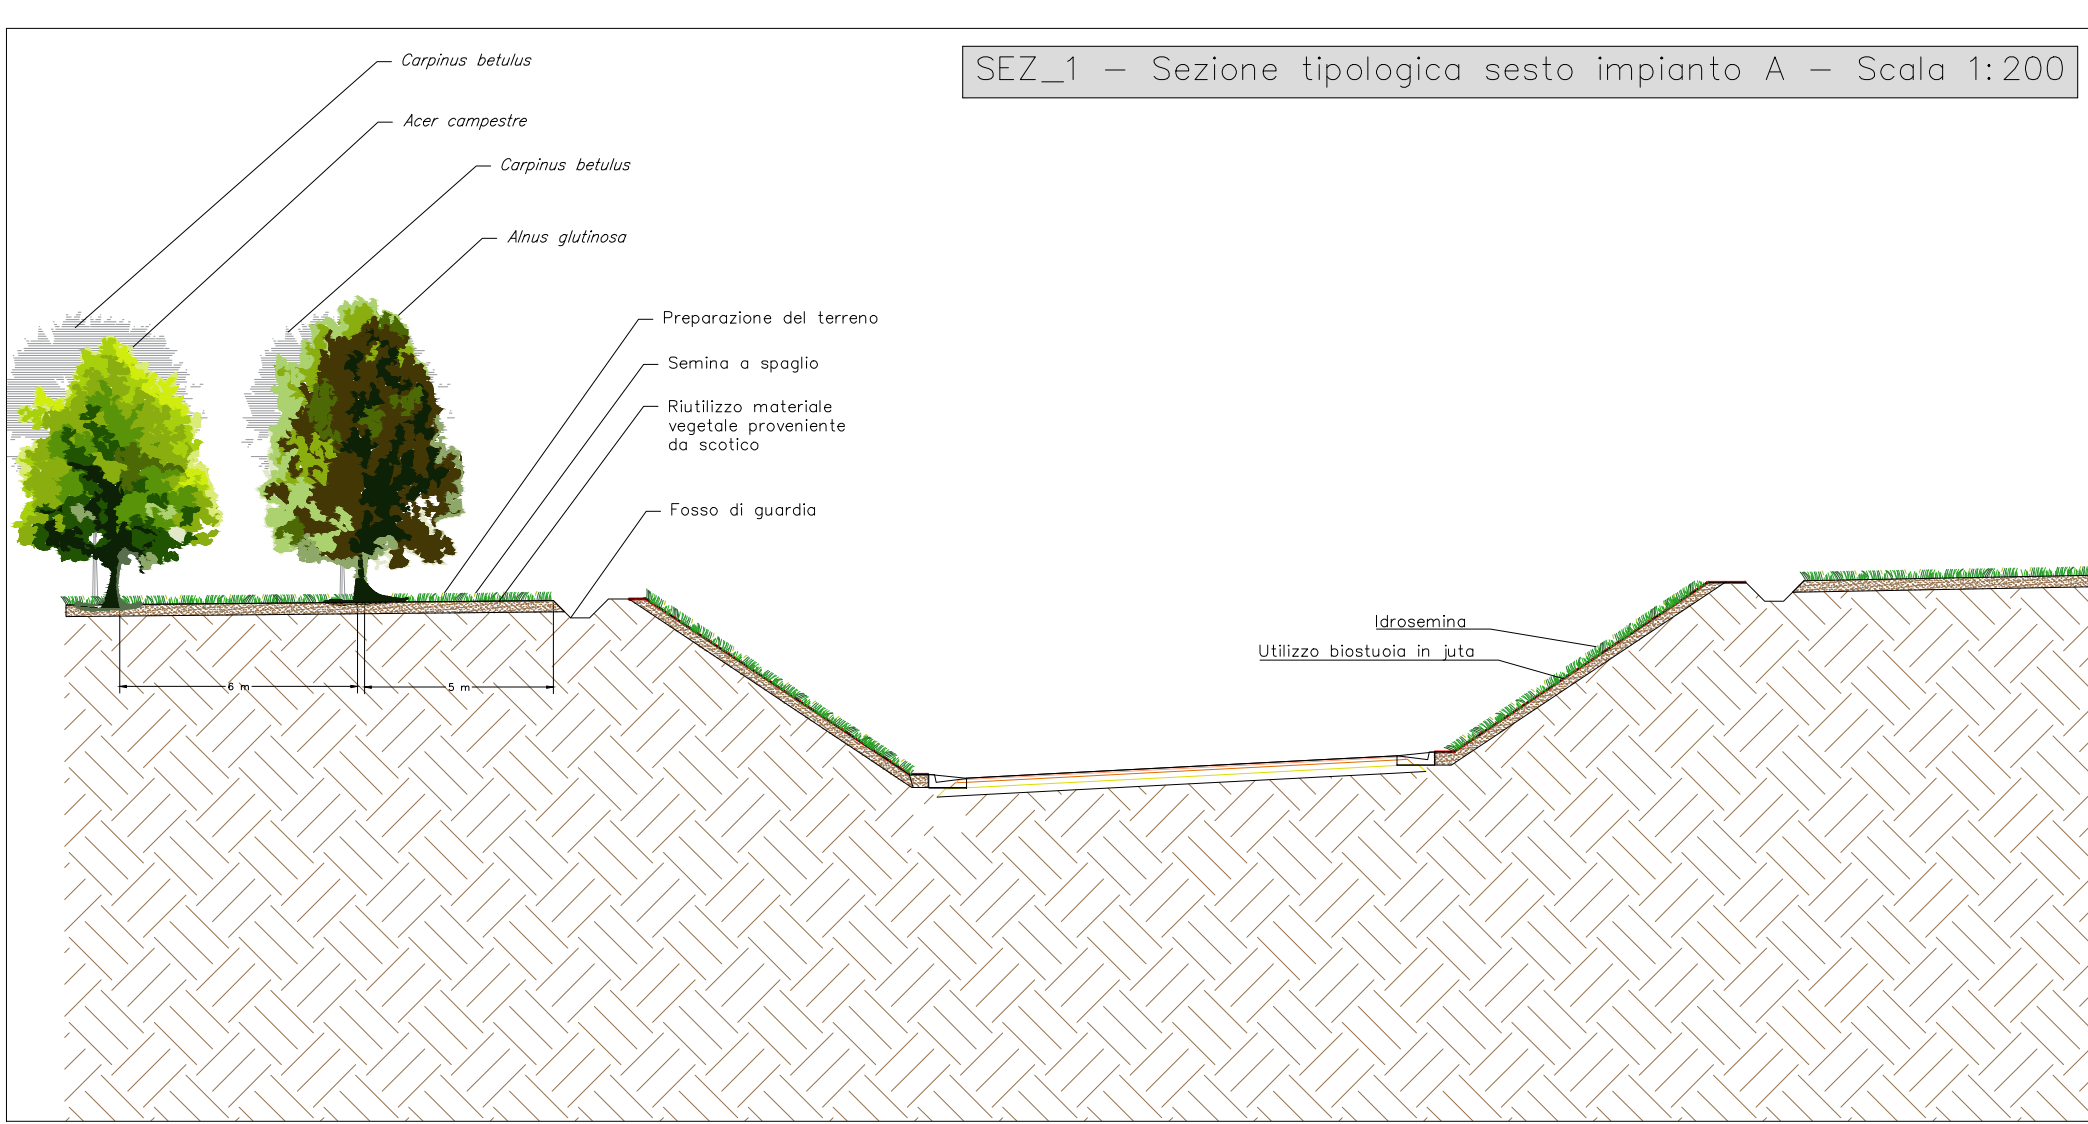 SEZ_1 – Sezione tipologica sesto impianto A – Scala 1:200
Carpinus betulus
Acer campestre
Carpinus betulus
Alnus glutinosa
Preparazione del terreno
Semina a spaglio
Riutilizzo materiale
vegetale proveniente
da scotico
Fosso di guardia
Idrosemina
Utilizzo biostuoia in juta
6 m
5 m